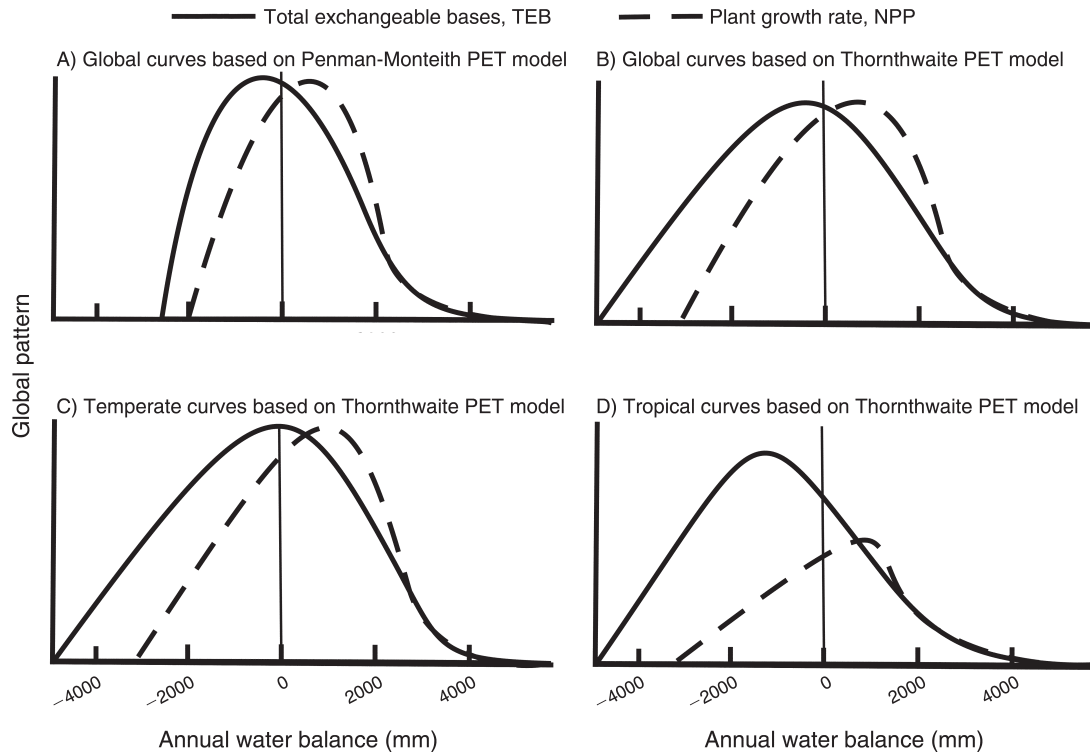 Total exchangeable bases, TEB
Plant growth rate, NPP
A) Global curves based on Penman-Monteith PET model
B) Global curves based on Thornthwaite PET model
Global pattern
C) Temperate curves based on Thornthwaite PET model
D) Tropical curves based on Thornthwaite PET model
−4000 −2000 0 2000 4000
−4000 −2000 0 2000 4000
Annual water balance (mm)
Annual water balance (mm)